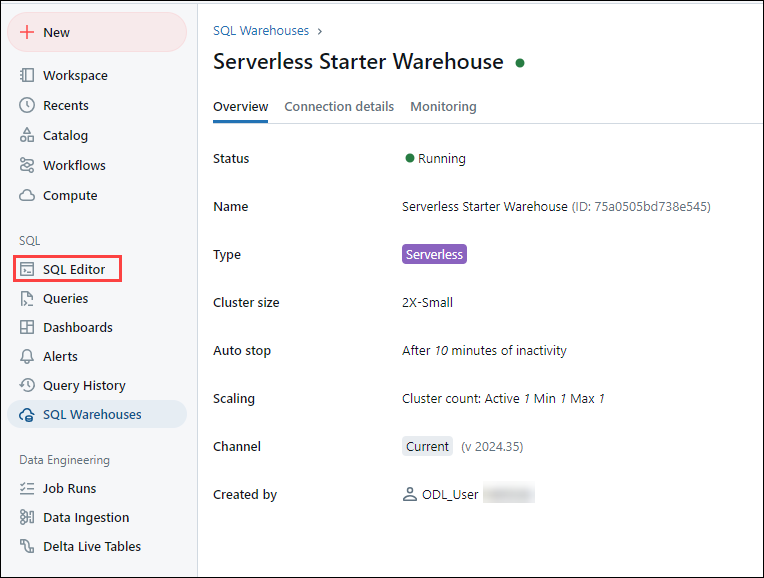 New
Workspace
Recents
Catalog
Workflows
Compute
SQL
SQL Editor
Queries
Dashboards
Alerts
Query History
SQL Warehouses
Data Engineering
Job Runs
Data Ingestion
Delta Live Tables
SQL Warehouses ›
Serverless Starter Warehouse
Overview Connection details Monitoring
Status Running
Name Serverless Starter Warehouse (ID: 75a0505bd738e545)
Type Serverless
Cluster size 2X-Small
Auto stop After 10 minutes of inactivity
Scaling Cluster count: Active 1 Min 1 Max 1
Channel Current (v 2024.35)
Created by ODL_User